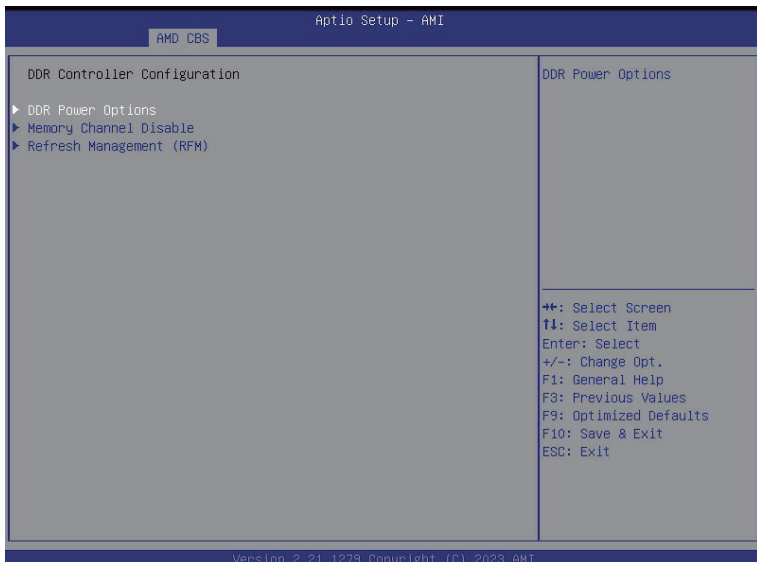 Aptio Setup – AMI
AMD CBS
DDR Controller Configuration
DDR Power Options
Memory Channel Disable
Refresh Management (RFM)
DDR Power Options
→←: Select Screen
↑↓: Select Item
Enter: Select
+/-: Change Opt.
F1: General Help
F3: Previous Values
F9: Optimized Defaults
F10: Save & Exit
ESC: Exit
Version 2.21.1279 Copyright (C) 2023 AMI